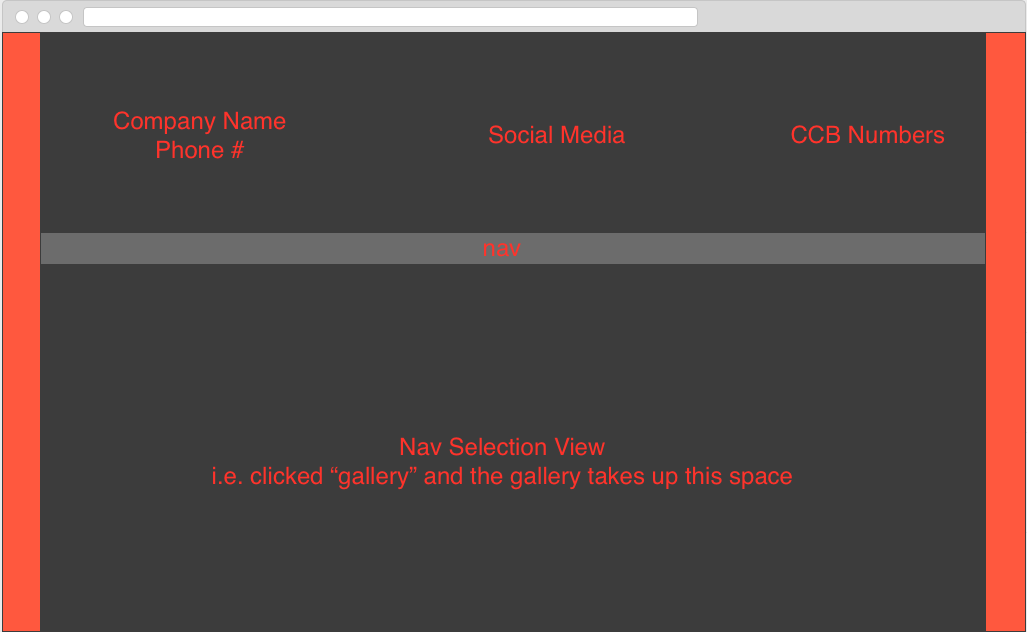 Company Name
Phone #
Social Media
CCB Numbers
nav
Nav Selection View
i.e. clicked “gallery” and the gallery takes up this space